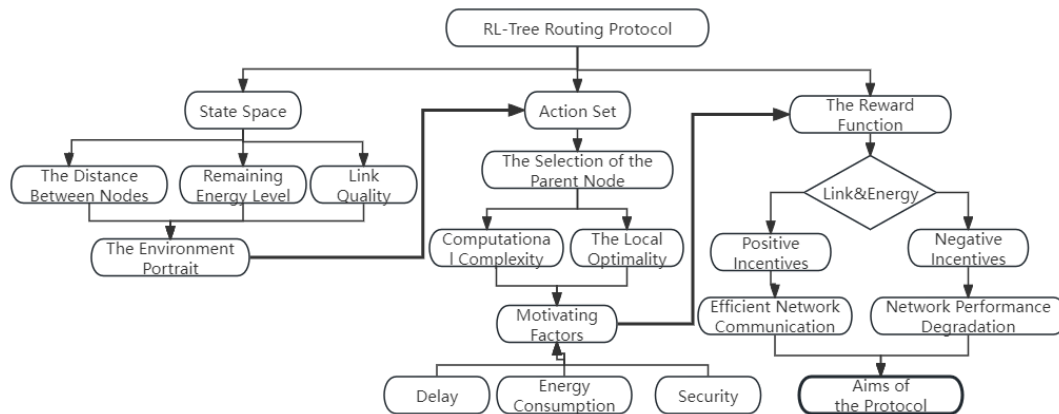 RL-Tree Routing Protocol
State Space
Action Set
The Reward
Function
The Distance
Between Nodes
Remaining
Energy Level
Link
Quality
The Selection of the
Parent Node
Link&Energy
The Environment
Portrait
Computationa
l Complexity
The Local
Optimality
Positive
Incentives
Negative
Incentives
Motivating
Factors
Efficient Network
Communication
Network Performance
Degradation
Delay
Energy
Consumption
Security
Aims of
the Protocol